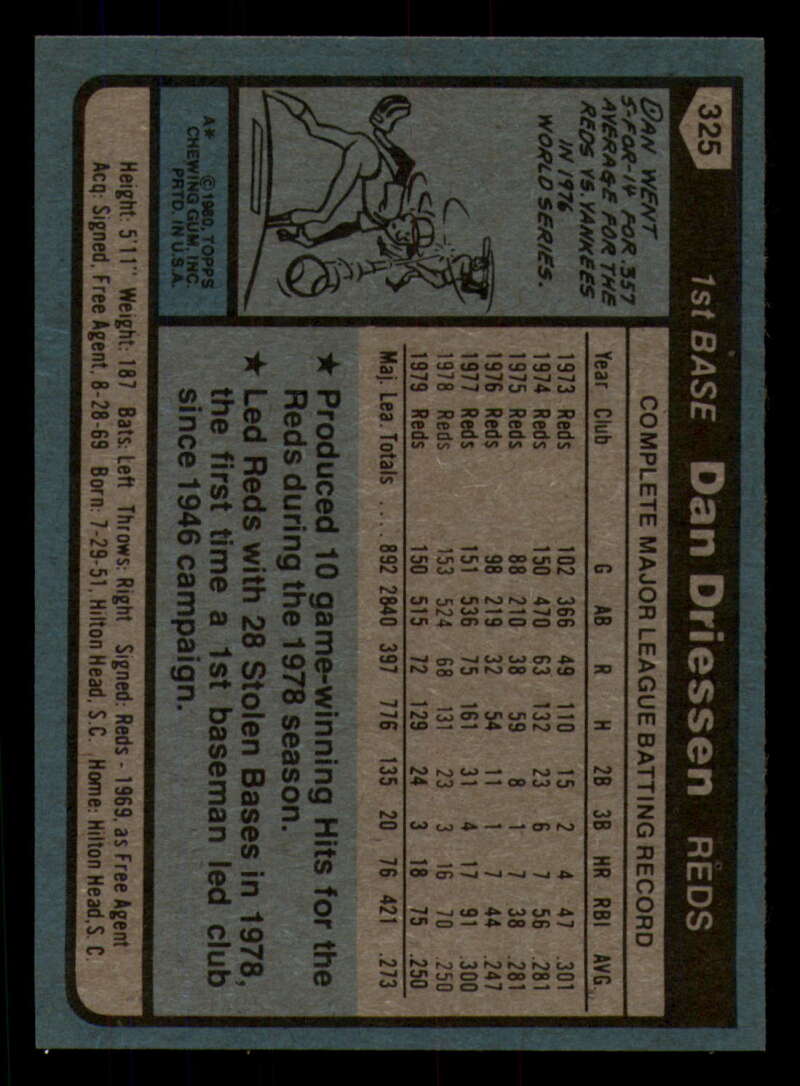 325
1st BASE Dan Driessen REDS
DAN WENT
5-FOR-14 FOR .357
AVERAGE FOR THE
REDS VS. YANKEES
IN 1976
WORLD SERIES.
A* © 1980, TOPPS
CHEWING GUM, INC.
PRTD. IN U.S.A.
COMPLETE MAJOR LEAGUE BATTING RECORD
Year Club G AB R H 2B 3B HR RBI AVG.
1973 Reds 102 366 49 110 15 2 4 47 .301
1974 Reds 150 470 63 132 23 6 7 56 .281
1975 Reds 88 210 38 59 8 1 7 38 .281
1976 Reds 98 219 32 54 11 1 7 44 .247
1977 Reds 151 536 75 161 31 4 17 91 .300
1978 Reds 153 524 68 131 23 3 16 70 .250
1979 Reds 150 515 72 129 24 3 18 75 .250
Maj. Lea. Totals .... 892 2840 397 776 135 20 76 421 .273
★ Produced 10 game-winning Hits for the
Reds during the 1978 season.
★ Led Reds with 28 Stolen Bases in 1978,
the first time a 1st baseman led club
since 1946 campaign.
Height: 5'11" Weight: 187 Bats: Left Throws: Right Signed: Reds - 1969, as Free Agent
Acq: Signed, Free Agent, 8-28-69 Born: 7-29-51, Hilton Head, S.C. Home: Hilton Head, S.C.